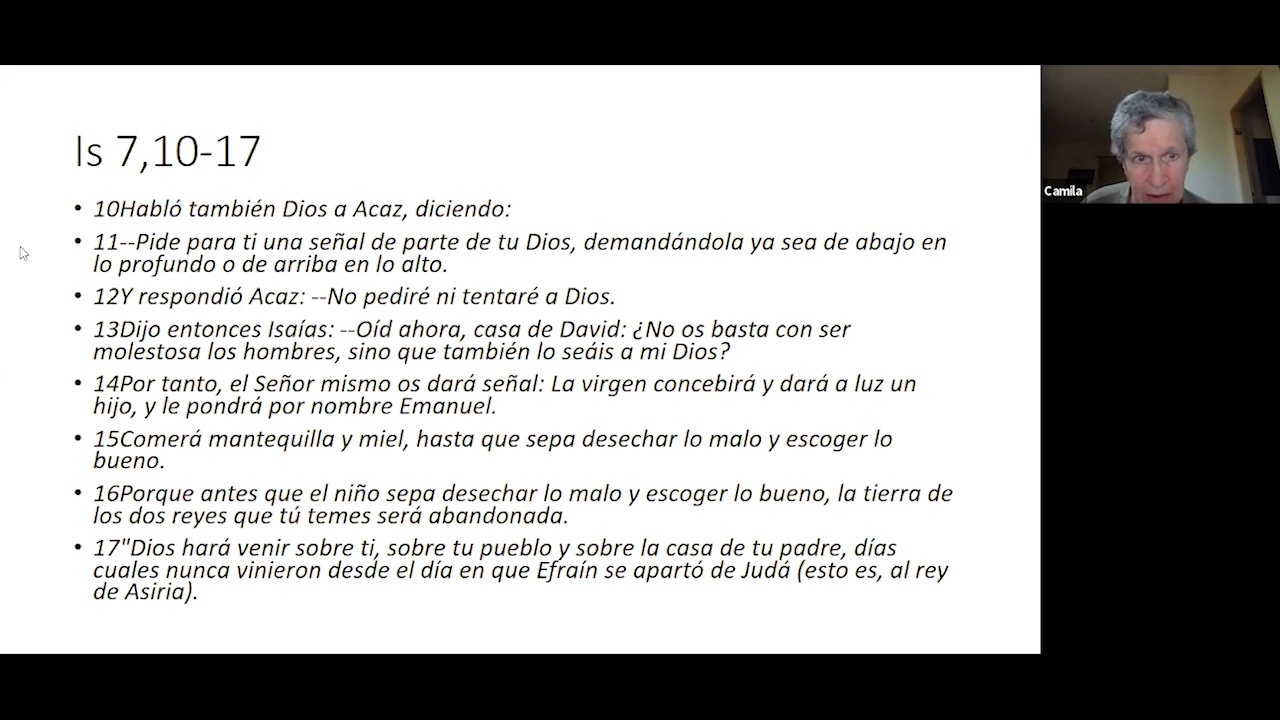 Is 7,10-17
• 10Habló también Dios a Acaz, diciendo:
• 11--Pide para ti una señal de parte de tu Dios, demandándola ya sea de abajo en
lo profundo o de arriba en lo alto.
• 12Y respondió Acaz: --No pediré ni tentaré a Dios.
• 13Dijo entonces Isaías: --Oíd ahora, casa de David: ¿No os basta con ser
molestosa los hombres, sino que también lo seáis a mi Dios?
• 14Por tanto, el Señor mismo os dará señal: La virgen concebirá y dará a luz un
hijo, y le pondrá por nombre Emanuel.
• 15Comerá mantequilla y miel, hasta que sepa desechar lo malo y escoger lo
bueno.
• 16Porque antes que el niño sepa desechar lo malo y escoger lo bueno, la tierra de
los dos reyes que tú temes será abandonada.
• 17"Dios hará venir sobre ti, sobre tu pueblo y sobre la casa de tu padre, días
cuales nunca vinieron desde el día en que Efraín se apartó de Judá (esto es, al rey
de Asiria).
Camila